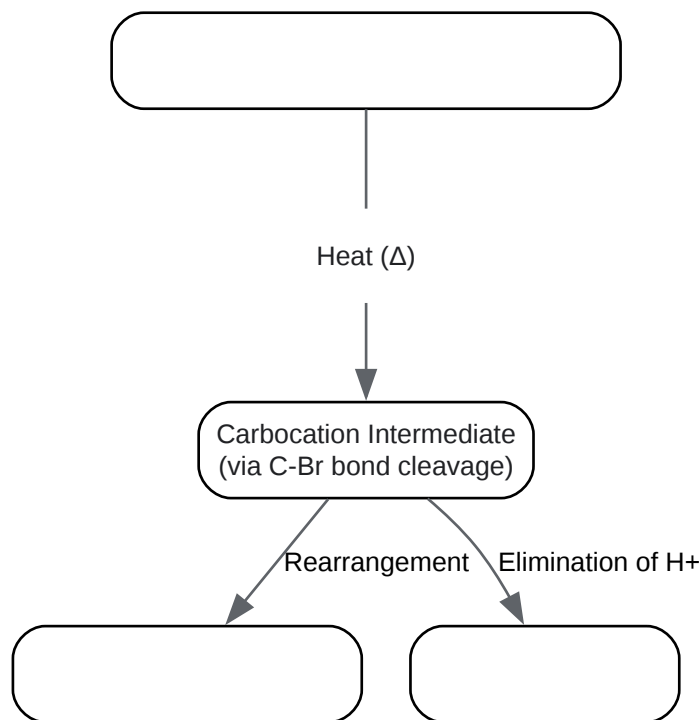 Heat (Δ)
Carbocation Intermediate
(via C-Br bond cleavage)
Rearrangement
Elimination of H+